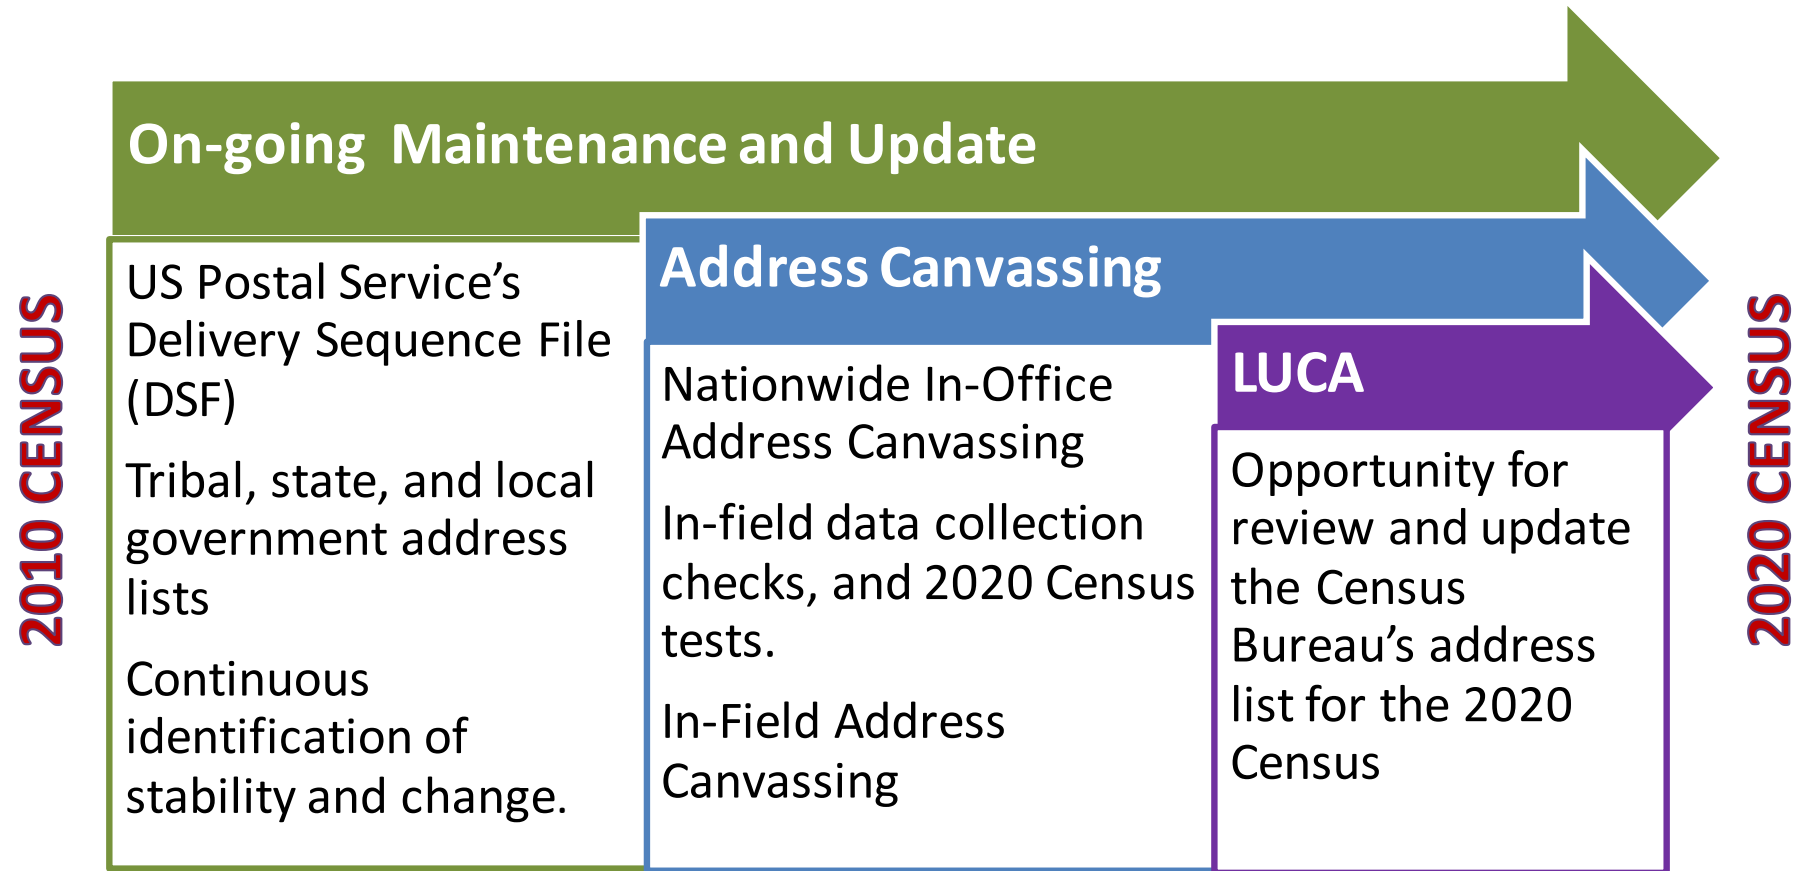 2010 CENSUS
On-going  Maintenance and Update
US Postal Service’s
Delivery Sequence File
(DSF)
Tribal, state, and local
government address
lists
Continuous
identification of
stability and change.
Address Canvassing
Nationwide In-Office
Address Canvassing
In-field data collection
checks, and 2020 Census
tests.
In-Field Address
Canvassing
LUCA
Opportunity for
review and update
the Census
Bureau’s address
list for the 2020
Census
2020 CENSUS